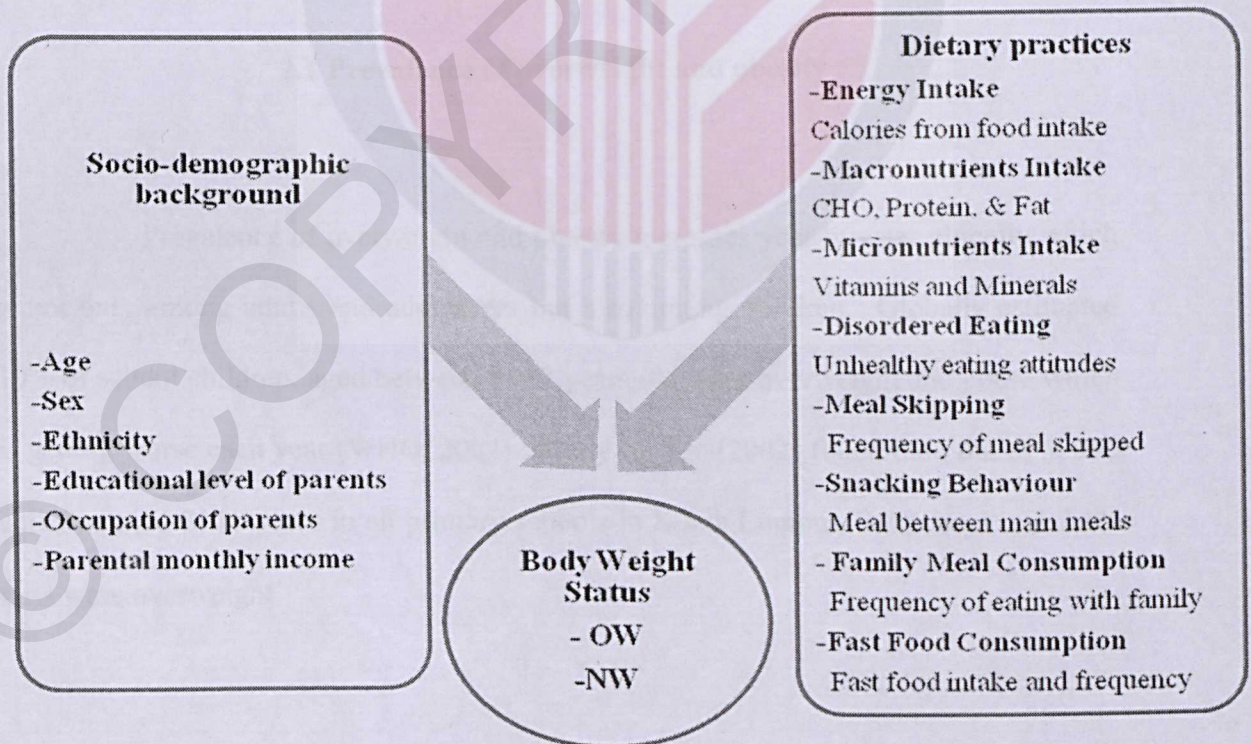 Socio-demographic
background
-Age
-Sex
-Ethnicity
-Educational level of parents
-Occupation of parents
-Parental monthly income
Body Weight
Status
- OW
-NW
Dietary practices
-Energy Intake
Calories from food intake
-Macronutrients Intake
CHO, Protein, & Fat
-Micronutrients Intake
Vitamins and Minerals
-Disordered Eating
Unhealthy eating attitudes
-Meal Skipping
Frequency of meal skipped
-Snacking Behaviour
Meal between main meals
- Family Meal Consumption
Frequency of eating with family
-Fast Food Consumption
Fast food intake and frequency